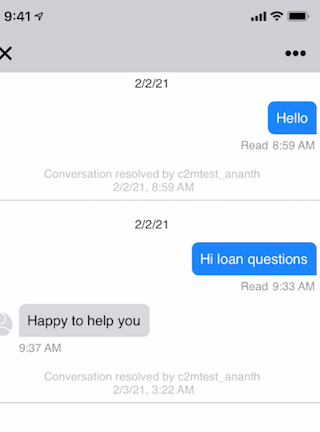 9:41
2/2/21
Hello
Read 8:59 AM
Conversation resolved by c2mtest_ananth
2/2/21, 8:59 AM
2/2/21
Hi loan questions
Read 9:33 AM
Happy to help you
9:37 AM
Conversation resolved by c2mtest_ananth
2/3/21, 3:22 AM